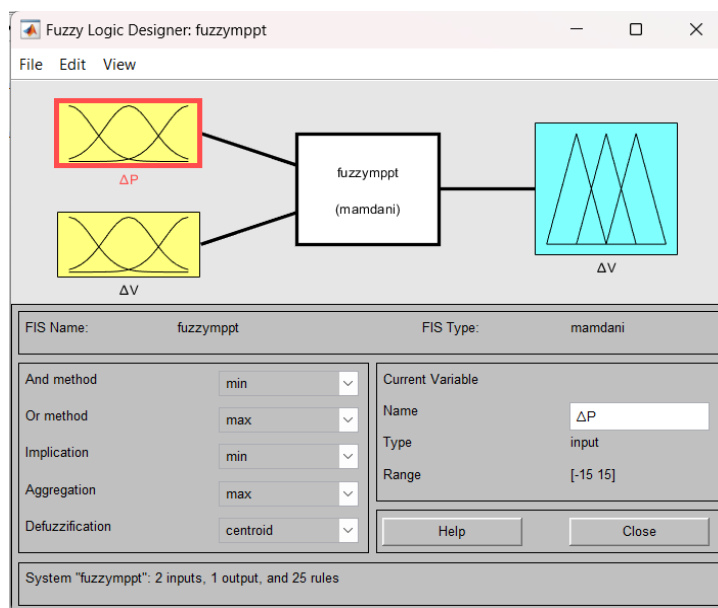 Fuzzy Logic Designer: fuzzymppt
File Edit View
ΔP
ΔV
fuzzymppt
(mamdani)
ΔV
FIS Name: fuzzymppt FIS Type: mamdani
And method min
Or method max
Implication min
Aggregation max
Defuzzification centroid
Current Variable
Name ΔP
Type input
Range [-15 15]
Help Close
System "fuzzymppt": 2 inputs, 1 output, and 25 rules